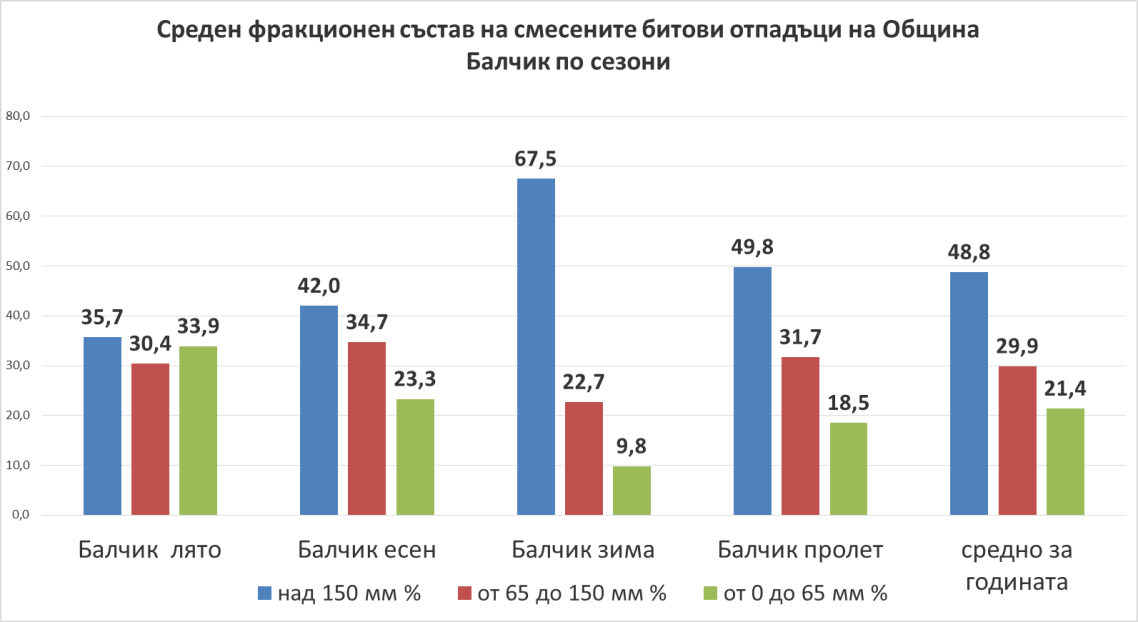 Среден фракционен състав на смесените битови отпадъци на Община
Балчик по сезони
80,0
70,0
60,0
50,0
40,0
30,0
20,0
10,0
0,0
35,7
30,4
33,9
42,0
34,7
23,3
67,5
22,7
9,8
49,8
31,7
18,5
48,8
29,9
21,4
Балчик лято
Балчик есен
Балчик зима
Балчик пролет
средно за
годината
над 150 мм %
от 65 до 150 мм %
от 0 до 65 мм %